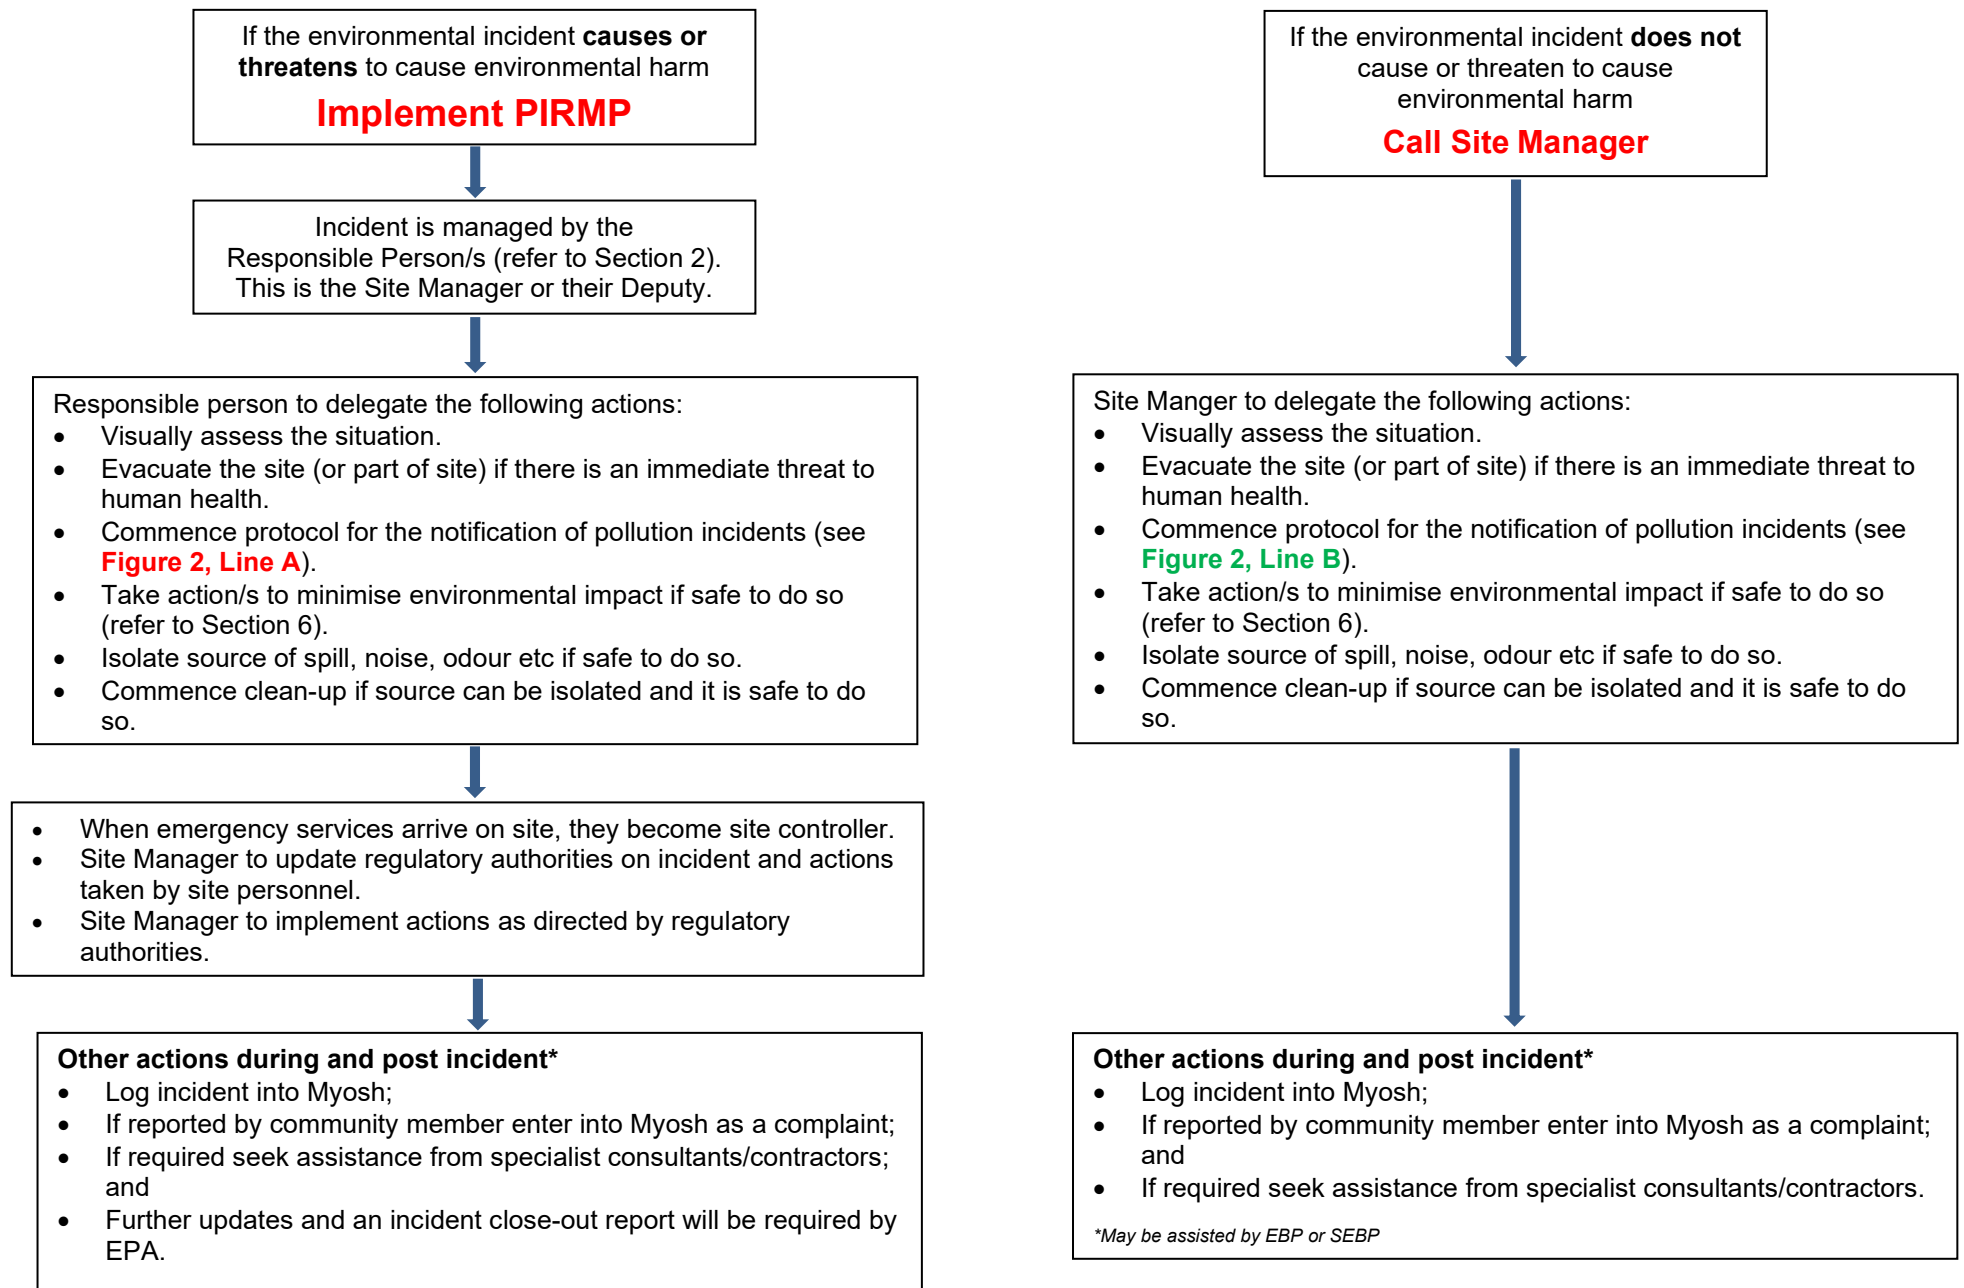 If the environmental incident causes or
threatens to cause environmental harm
Implement PIRMP
Incident is managed by the
Responsible Person/s (refer to Section 2).
This is the Site Manager or their Deputy.
Responsible person to delegate the following actions:
• Visually assess the situation.
• Evacuate the site (or part of site) if there is an immediate threat to
human health.
• Commence protocol for the notification of pollution incidents (see
Figure 2, Line A).
• Take action/s to minimise environmental impact if safe to do so
(refer to Section 6).
• Isolate source of spill, noise, odour etc if safe to do so.
• Commence clean-up if source can be isolated and it is safe to do
so.
• When emergency services arrive on site, they become site controller.
• Site Manager to update regulatory authorities on incident and actions
taken by site personnel.
• Site Manager to implement actions as directed by regulatory
authorities.
Other actions during and post incident*
• Log incident into Myosh;
• If reported by community member enter into Myosh as a complaint;
• If required seek assistance from specialist consultants/contractors;
and
• Further updates and an incident close-out report will be required by
EPA.
If the environmental incident does not
cause or threaten to cause
environmental harm
Call Site Manager
Site Manger to delegate the following actions:
• Visually assess the situation.
• Evacuate the site (or part of site) if there is an immediate threat to
human health.
• Commence protocol for the notification of pollution incidents (see
Figure 2, Line B).
• Take action/s to minimise environmental impact if safe to do so
(refer to Section 6).
• Isolate source of spill, noise, odour etc if safe to do so.
• Commence clean-up if source can be isolated and it is safe to do
so.
Other actions during and post incident*
• Log incident into Myosh;
• If reported by community member enter into Myosh as a complaint;
and
• If required seek assistance from specialist consultants/contractors.
*May be assisted by EBP or SEBP